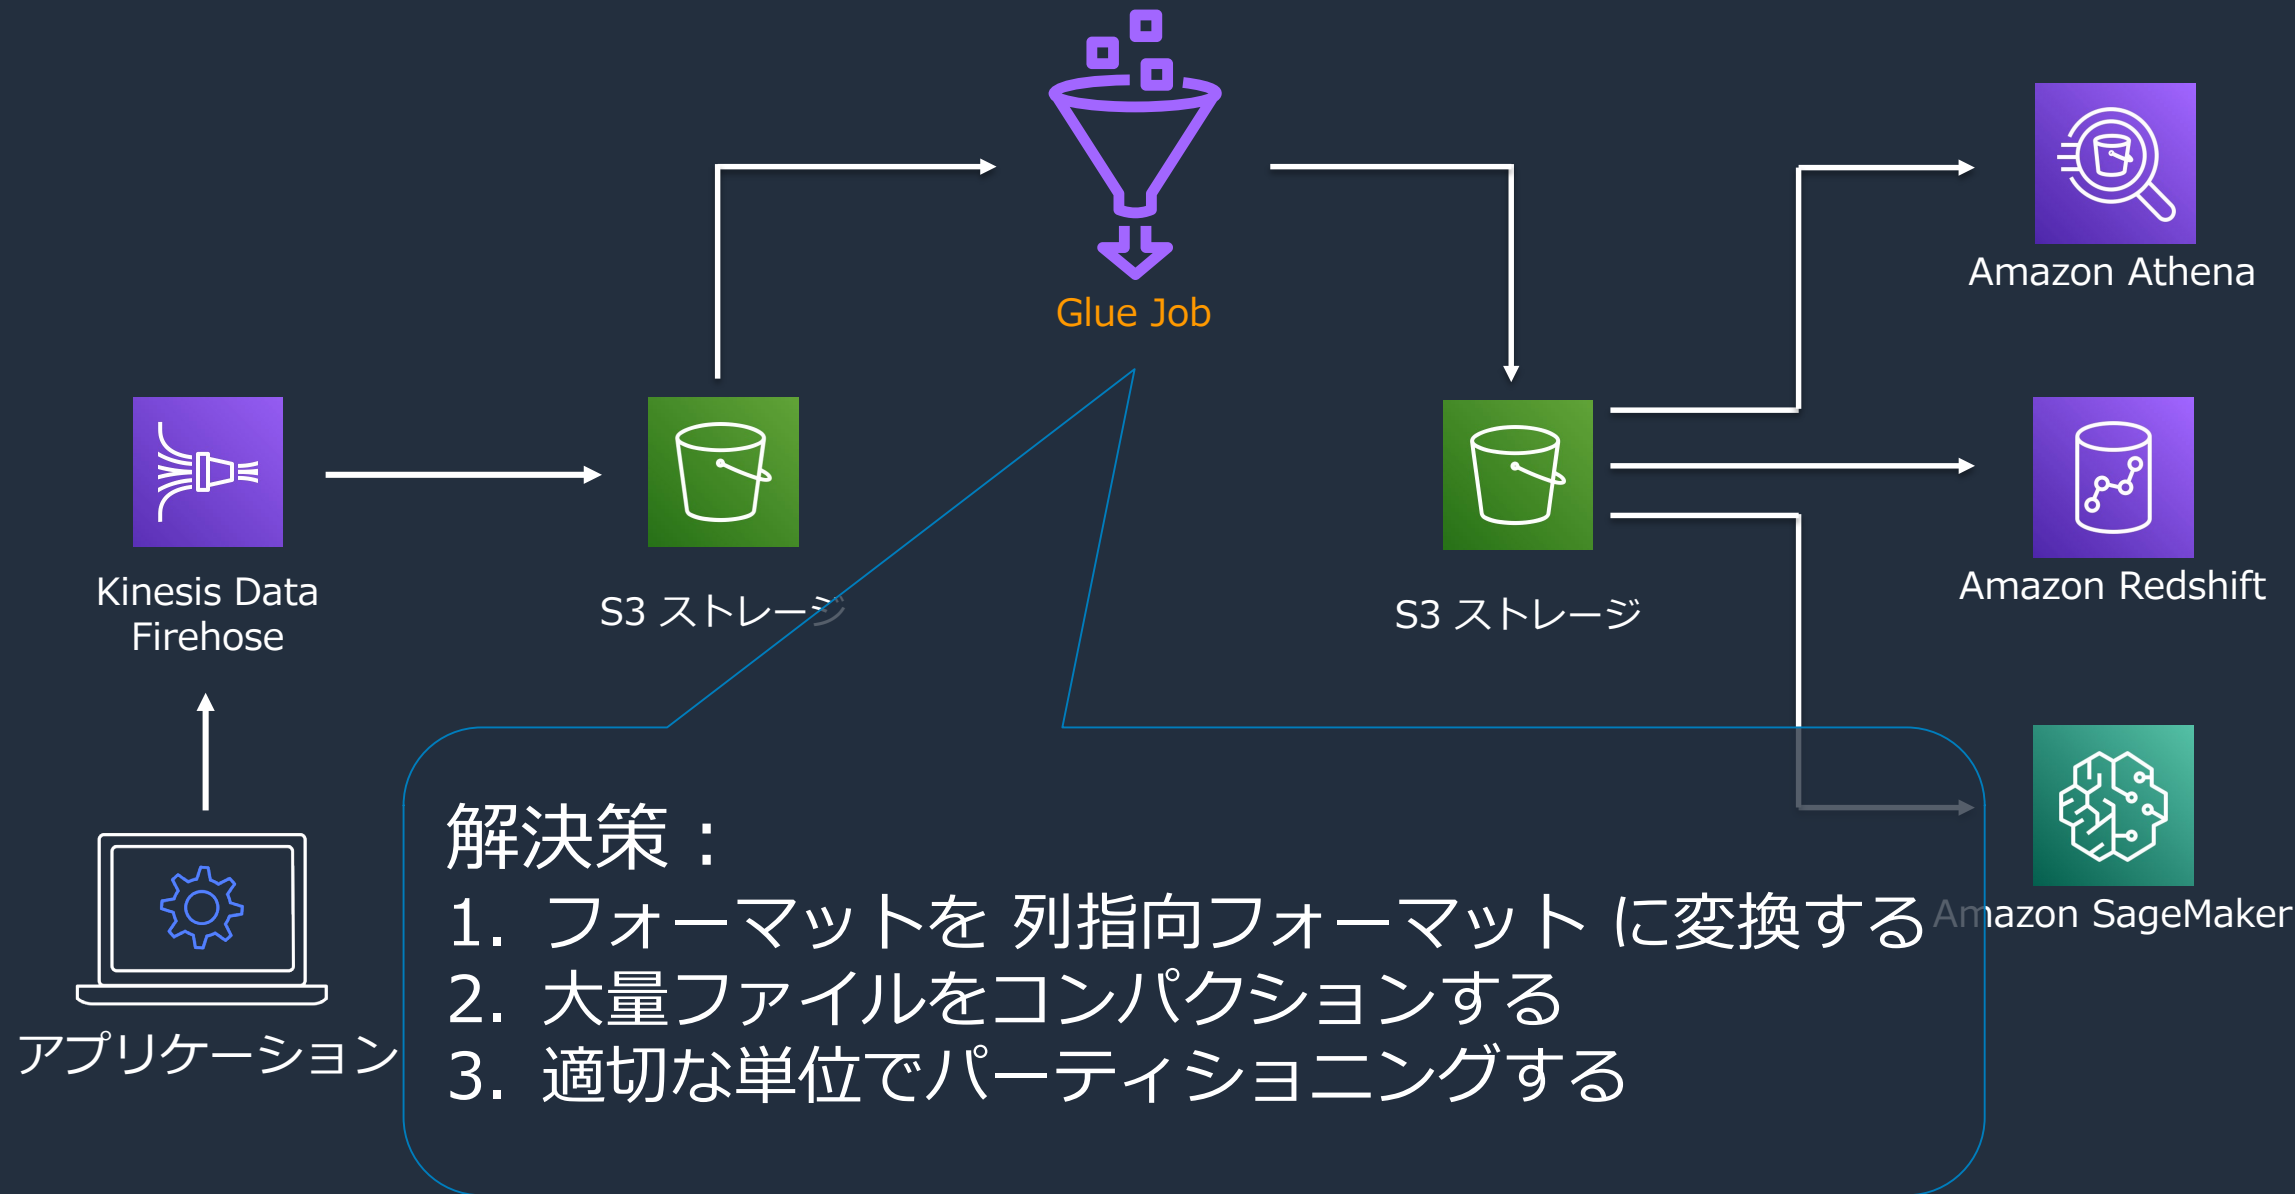 Glue Job
Amazon Athena
Kinesis Data
Firehose
S3 ストレージ
S3 ストレージ
Amazon Redshift
アプリケーション
解決策：
1. フォーマットを 列指向フォーマット に変換する
2. 大量ファイルをコンパクションする
3. 適切な単位でパーティショニングする
Amazon SageMaker